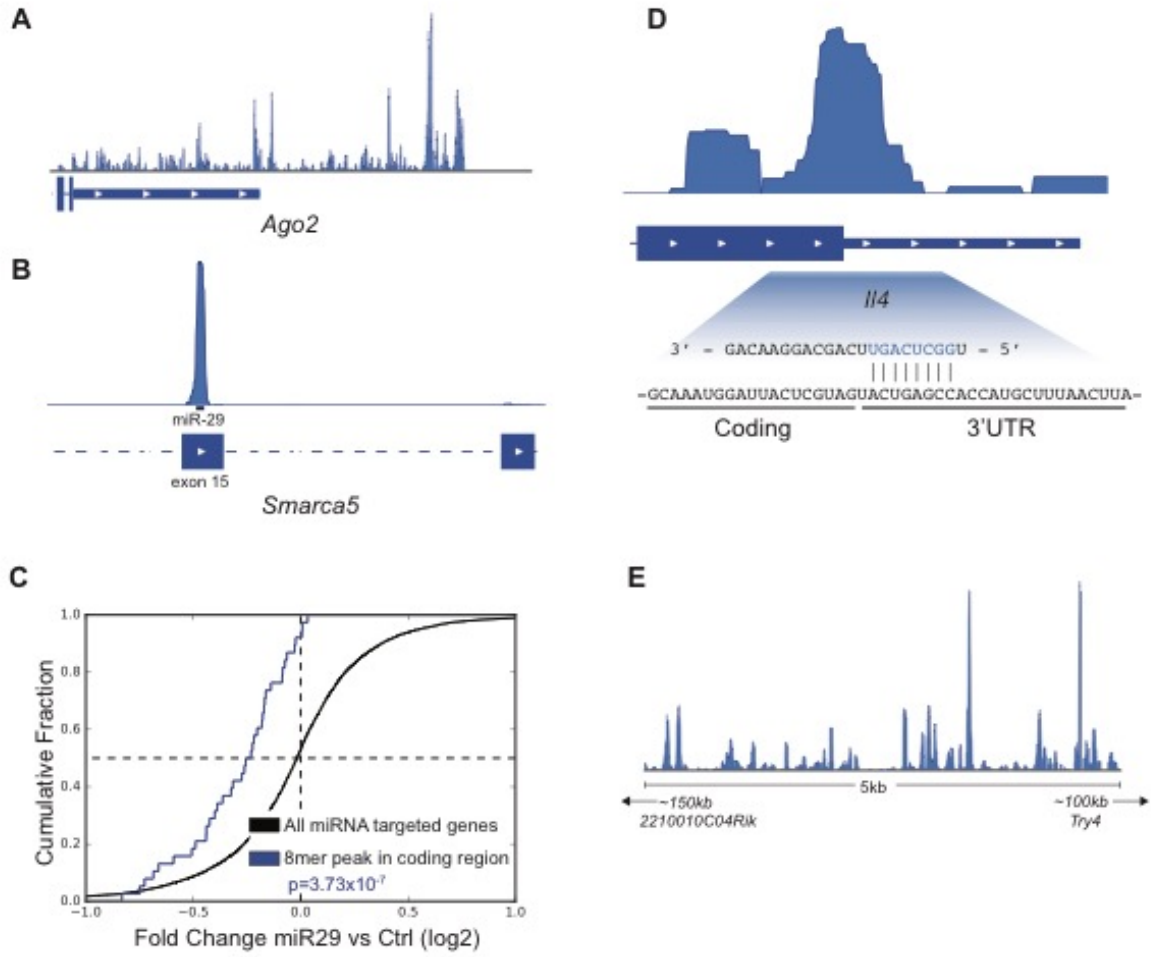 A
Ago2
B
miR-29
exon 15
Smarca5
C
1.0
0.8
0.6
0.4
0.2
0.0
Cumulative Fraction
All miRNA targeted genes
8mer peak in coding region
p=3.73x10-7
-1.0 -0.5 0.0 0.5 1.0
Fold Change miR29 vs Ctrl (log2)
D
Il4
3' - GACAAGGACGACUUGACUCGGU - 5'
-GCAAAUGGAUUACUCGUAGUACUGAGCCACCAUGCUUUAACUUA-
Coding 3'UTR
E
5kb
~150kb ~100kb
2210010C04Rik Try4